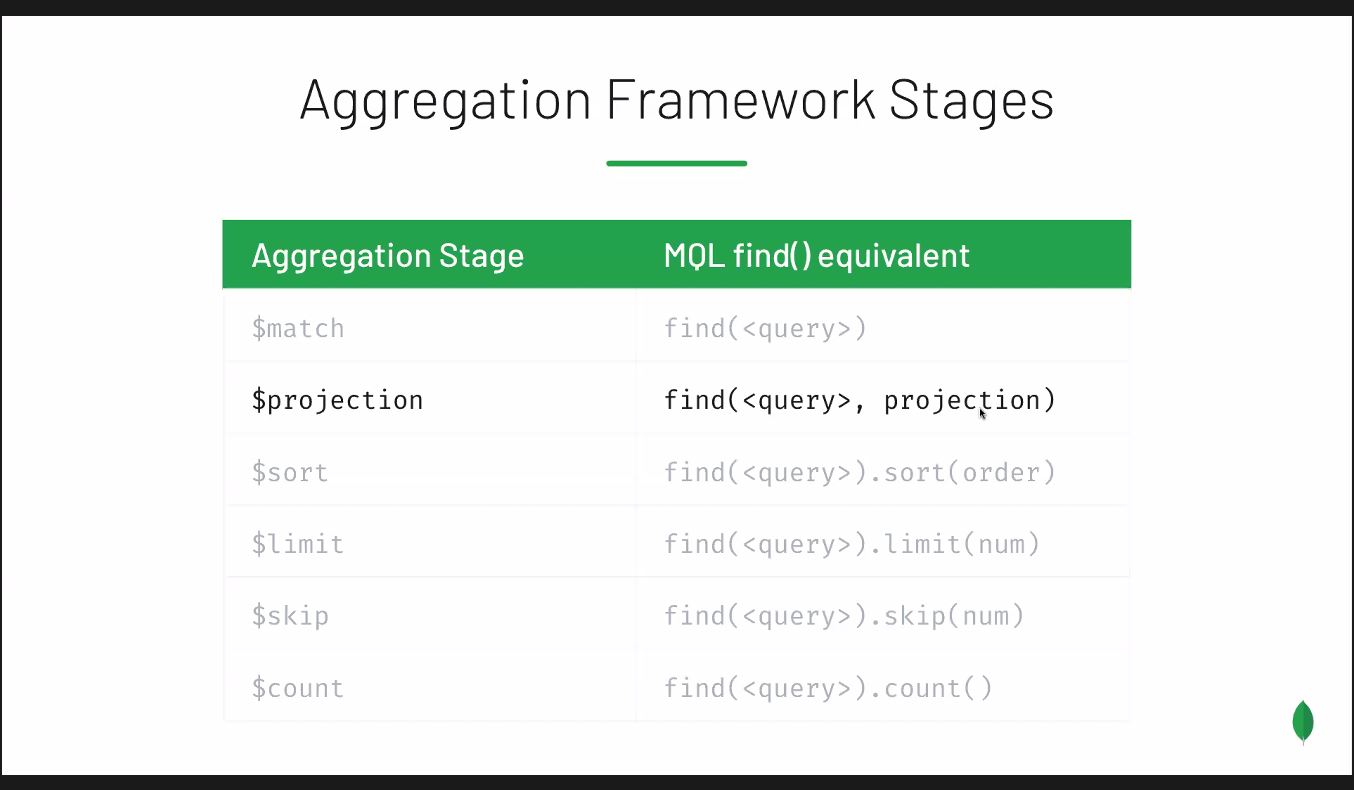 Aggregation Framework Stages
Aggregation Stage MQL find() equivalent
$match find(<query>)
$projection find(<query>, projection)
$sort find(<query>).sort(order)
$limit find(<query>).limit(num)
$skip find(<query>).skip(num)
$count find(<query>).count()